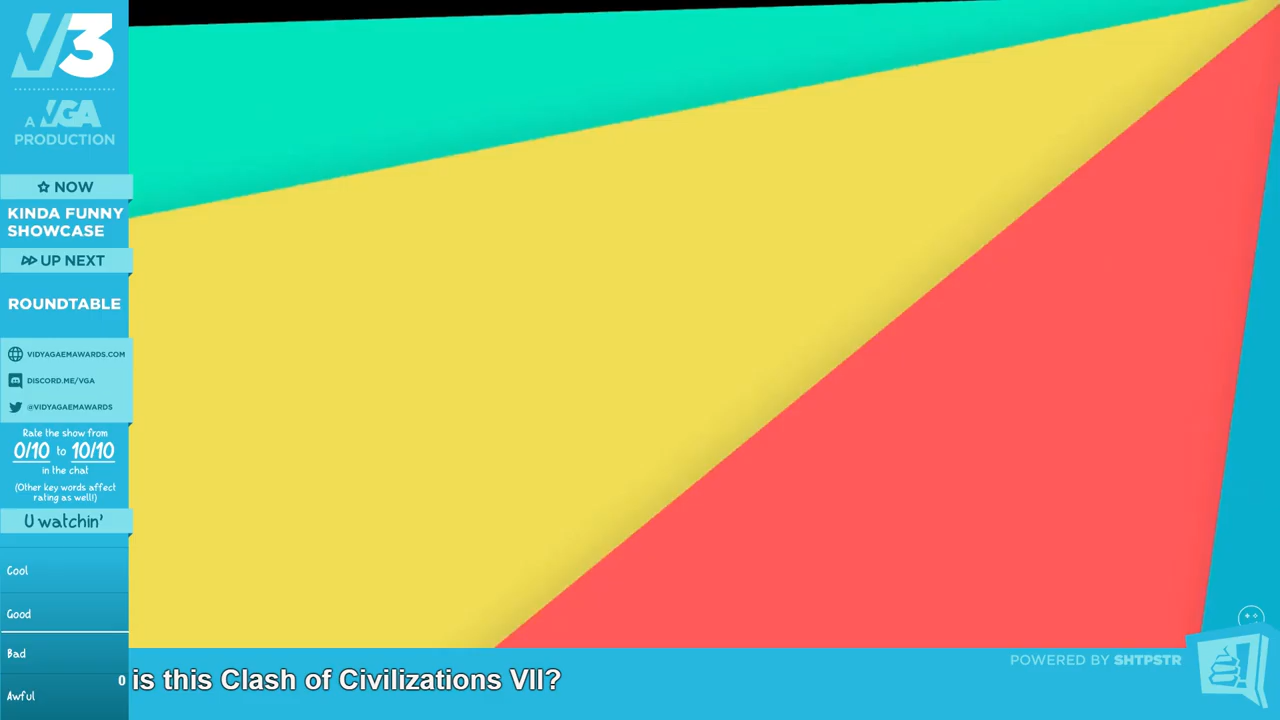 V3
A VGA
PRODUCTION
NOW
KINDA FUNNY
SHOWCASE
UP NEXT
ROUNDTABLE
VIDYAGAEMAWARDS.COM
DISCORD.ME/VGA
@VIDYAGAEMAWARDS
Rate the show from
0/10 to 10/10
in the chat
(Other key words affect
rating as well!)
U watchin'
Cool
Good
Bad
Awful
0 is this Clash of Civilizations VII?
POWERED BY SHTPSTR